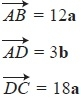 AB = 12a
AD = 3b
DC = 18a